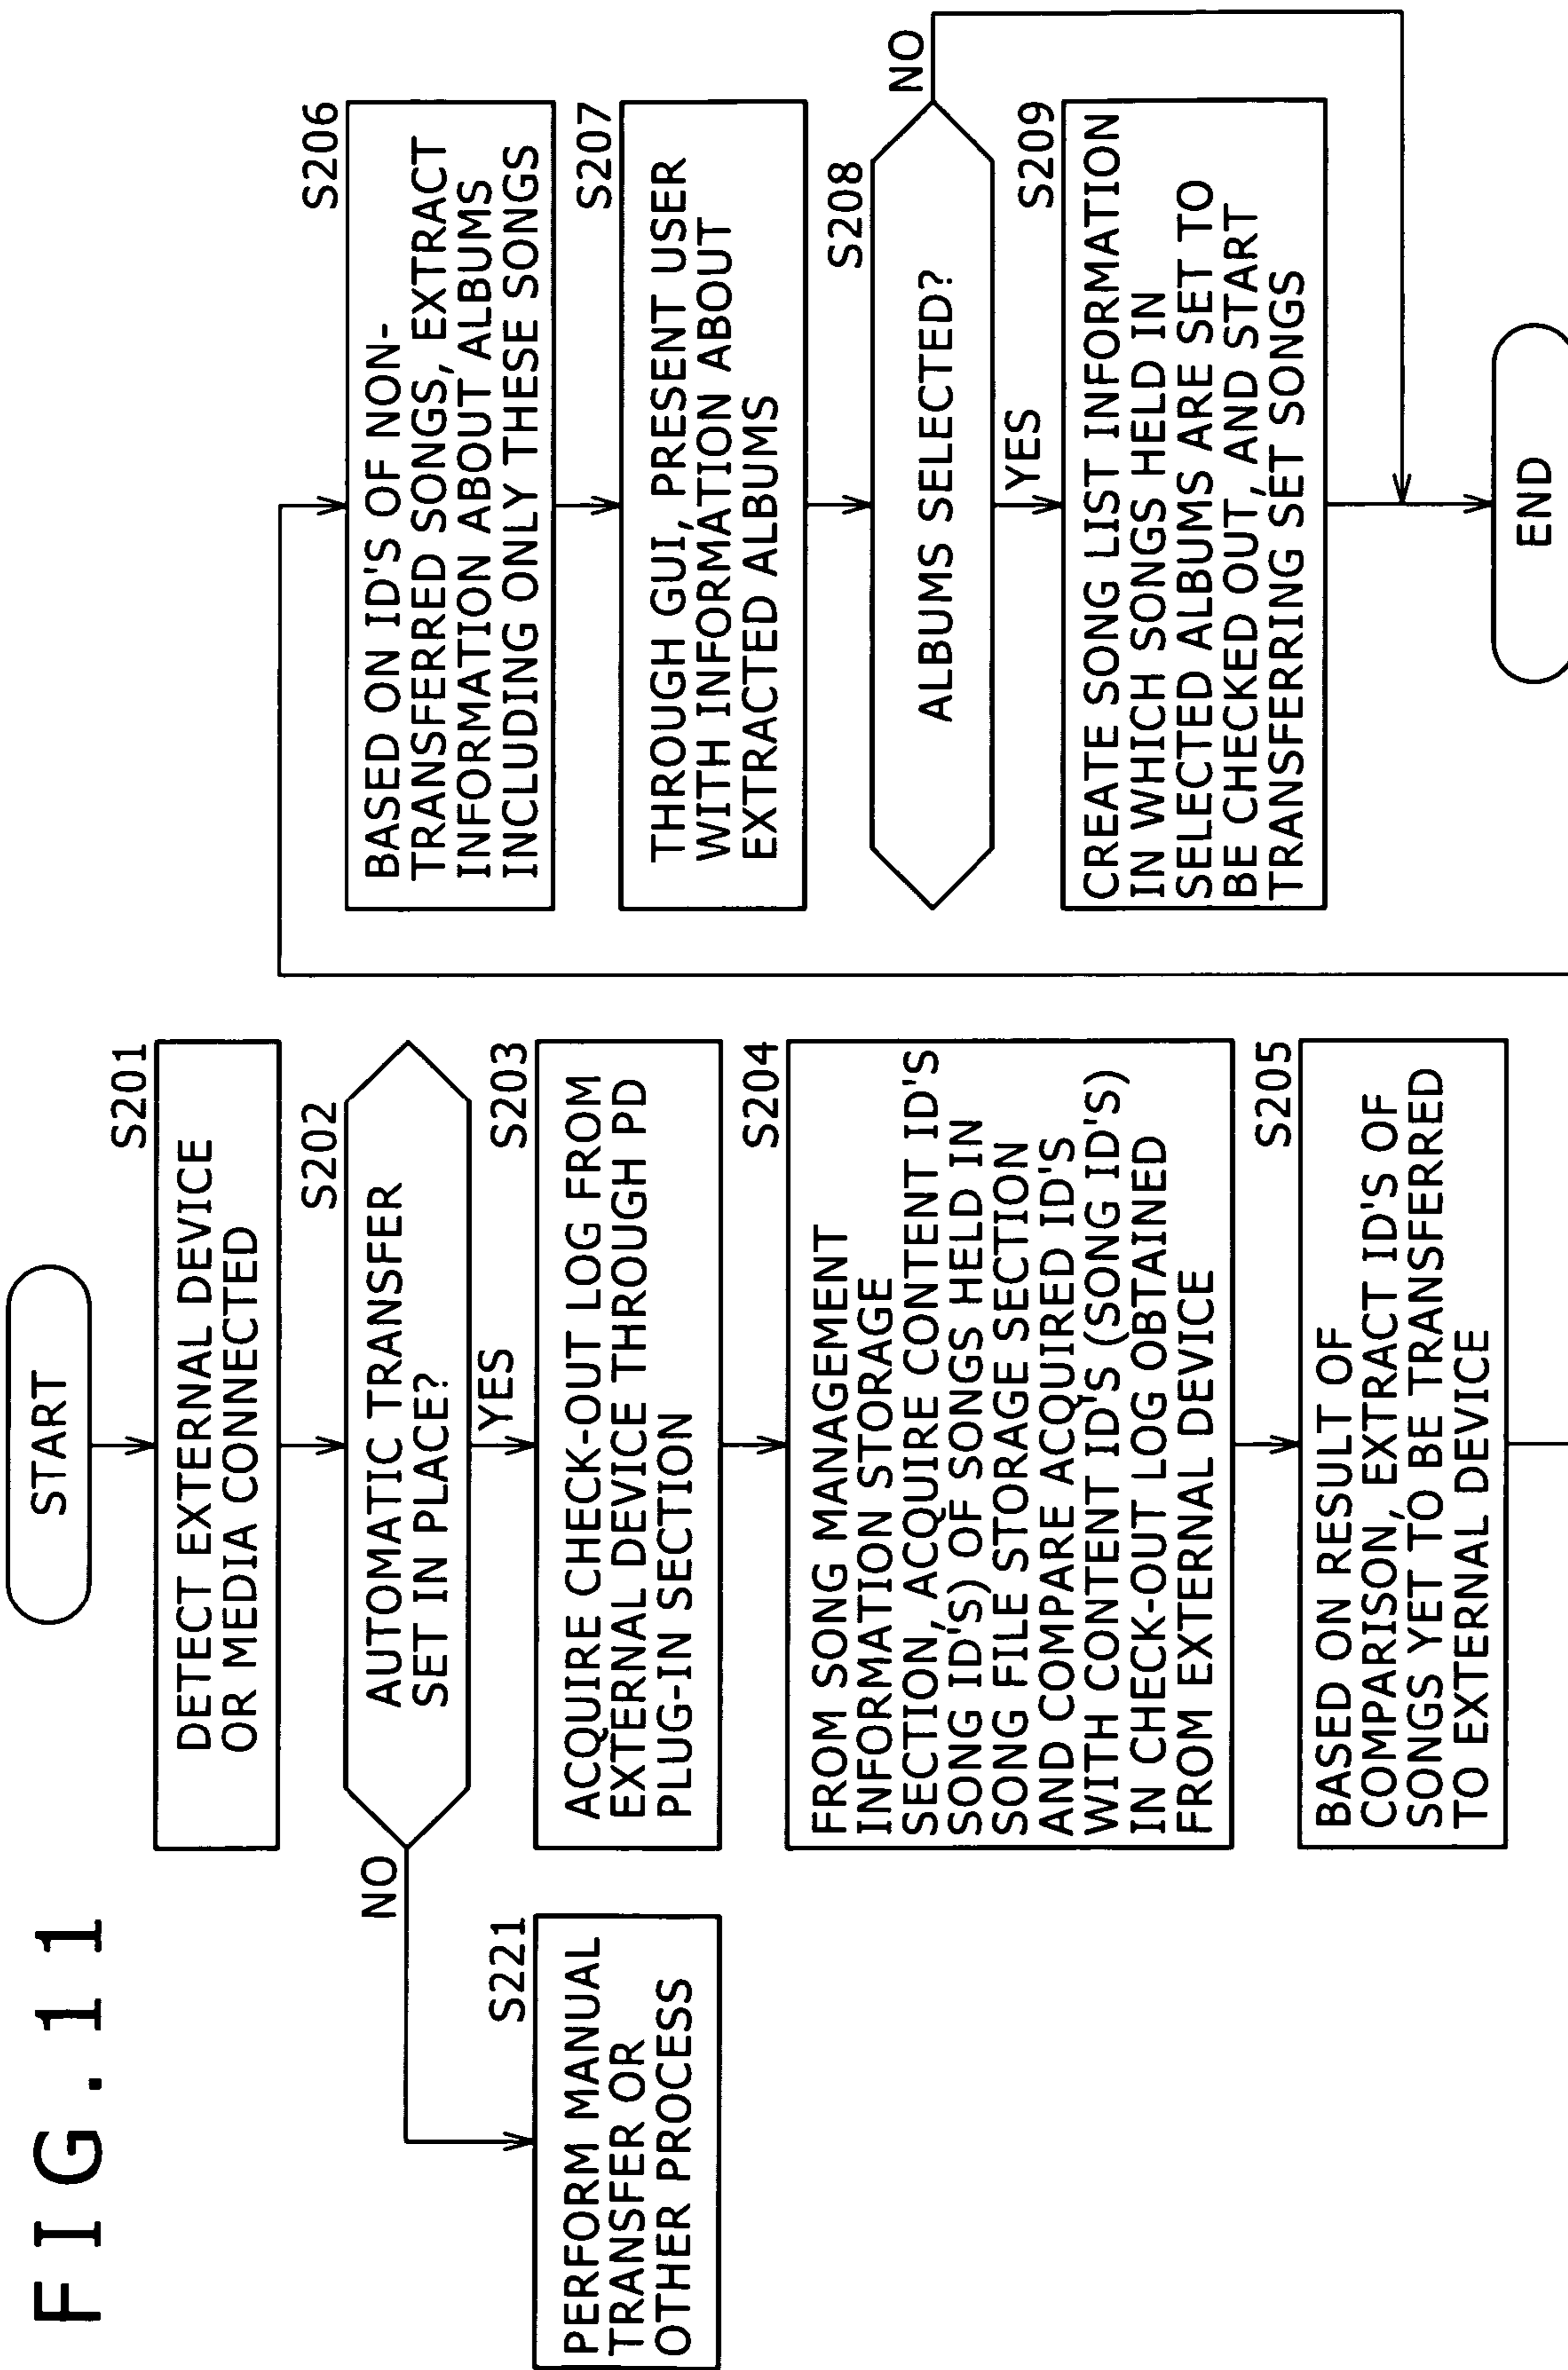 FIG.11
START
S201
DETECT EXTERNAL DEVICE
OR MEDIA CONNECTED
S202
AUTOMATIC TRANSFER
SET IN PLACE?
NO
YES
S221
PERFORM MANUAL
TRANSFER OR
OTHER PROCESS
S203
ACQUIRE CHECK-OUT LOG FROM
EXTERNAL DEVICE THROUGH PD
PLUG-IN SECTION
S204
FROM SONG MANAGEMENT
INFORMATION STORAGE
SECTION, ACQUIRE CONTENT ID'S
SONG ID'S) OF SONGS HELD IN
SONG FILE STORAGE SECTION
AND COMPARE ACQUIRED ID'S
WITH CONTENT ID'S (SONG ID'S)
IN CHECK-OUT LOG OBTAINED
FROM EXTERNAL DEVICE
S205
BASED ON RESULT OF
COMPARISON, EXTRACT ID'S OF
SONGS YET TO BE TRANSFERRED
TO EXTERNAL DEVICE
S206
BASED ON ID'S OF NON-
TRANSFERRED SONGS, EXTRACT
INFORMATION ABOUT ALBUMS
INCLUDING ONLY THESE SONGS
S207
THROUGH GUI, PRESENT USER
WITH INFORMATION ABOUT
EXTRACTED ALBUMS
S208
ALBUMS SELECTED?
NO
YES
S209
CREATE SONG LIST INFORMATION
IN WHICH SONGS HELD IN
SELECTED ALBUMS ARE SET TO
BE CHECKED OUT, AND START
TRANSFERRING SET SONGS
END